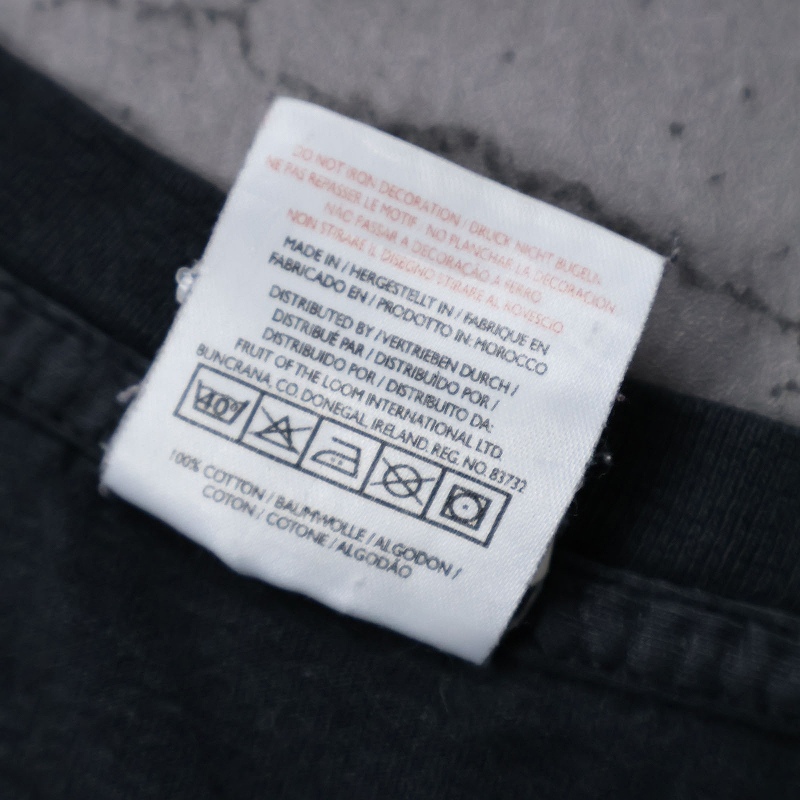 DO NOT IRON DECORATION / DRUCK NICHT BÜGELN
NE PAS REPASSER LE MOTIF NO PLANCHAR LA DECORACIÓN
NÃO PASSAR A DECORAÇÃO A FERRO
NON STIRARE IL DISEGNO STIRARE AL ROVESCIO
MADE IN / HERGESTELLT IN / FABRIQUE EN
FABRICADO EN / PRODOTTO IN: MOROCCO
DISTRIBUTED BY / VERTRIEBEN DURCH /
DISTRIBUÉ PAR / DISTRIBUÍDO POR /
DISTRIBUIDO POR / DISTRIBUITO DA:
FRUIT OF THE LOOM INTERNATIONAL LTD.
BUNCRANA, CO. DONEGAL, IRELAND. REG. NO. 83732
40°
100% COTTON / BAUMWOLLE / ALGODON /
COTON / COTONE / ALGODÃO